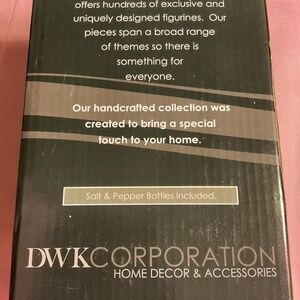 offers hundreds of exclusive and
uniquely designed figurines. Our
pieces span a broad range
of themes so there is
something for
everyone.
Our handcrafted collection was
created to bring a special
touch to your home.
Salt & Pepper Bottles Included.
DWKCORPORATION
HOME DECOR & ACCESSORIES